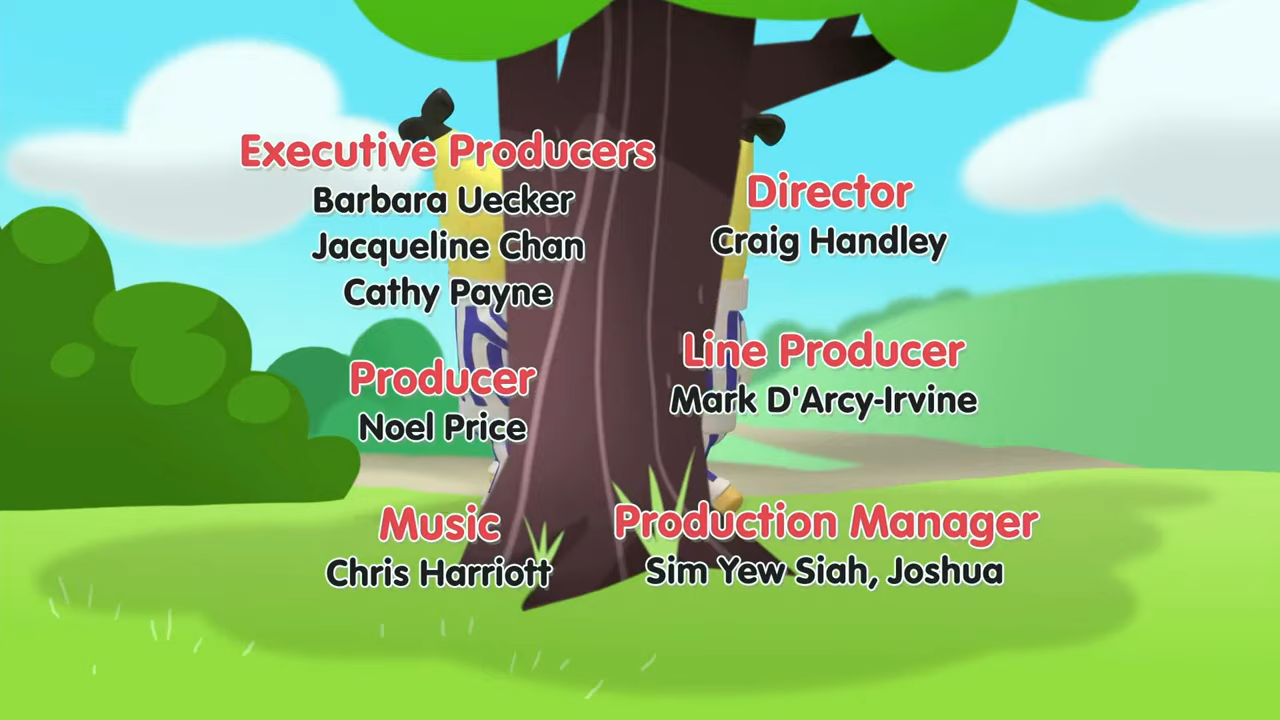 Executive Producers
Barbara Uecker
Jacqueline Chan
Cathy Payne
Producer
Noel Price
Music
Chris Harriott
Director
Craig Handley
Line Producer
Mark D'Arcy-Irvine
Production Manager
Sim Yew Siah, Joshua